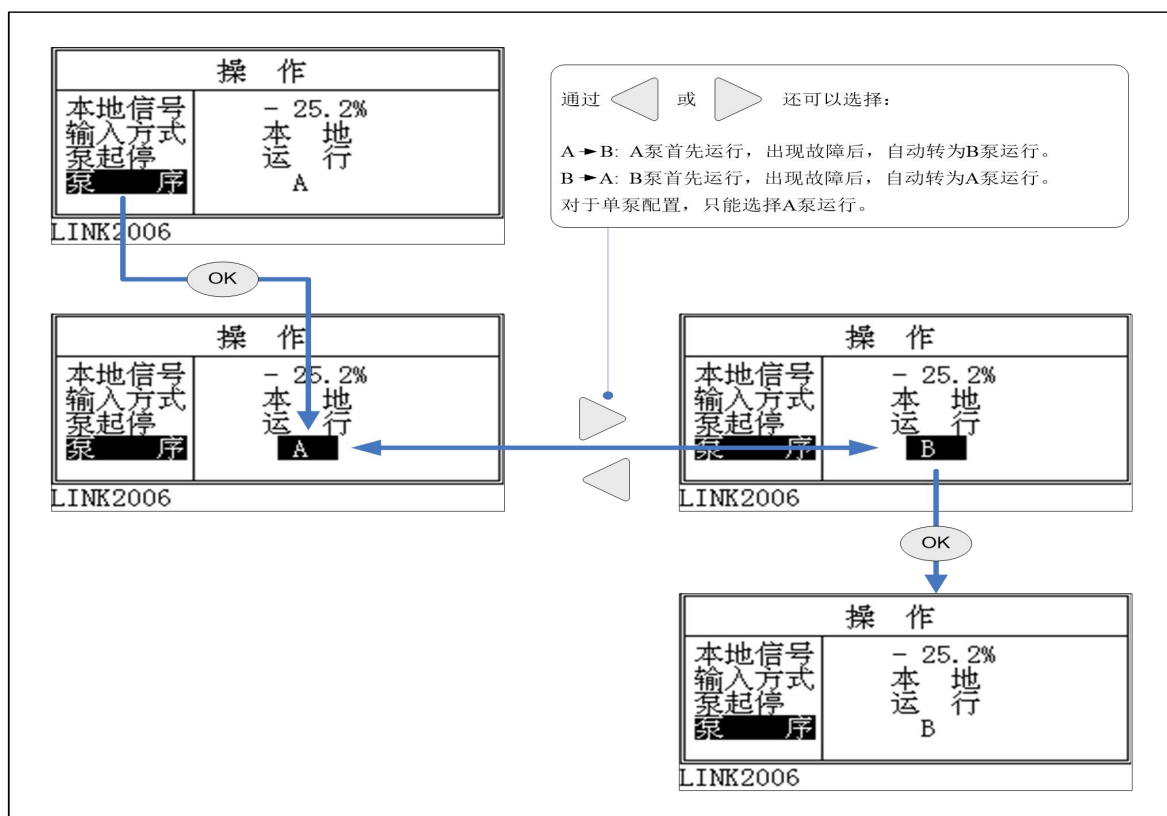 操 作
本地信号 - 25.2%
输入方式 本 地
泵起停 运 行
泵 序 A
LINK2006
通过 或 还可以选择：
A→B: A泵首先运行，出现故障后，自动转为B泵运行。
B→A: B泵首先运行，出现故障后，自动转为A泵运行。
对于单泵配置，只能选择A泵运行。
OK
操 作
本地信号 - 25.2%
输入方式 本 地
泵起停 运 行
泵 序 A
LINK2006
操 作
本地信号 - 25.2%
输入方式 本 地
泵起停 运 行
泵 序 B
LINK2006
OK
操 作
本地信号 - 25.2%
输入方式 本 地
泵起停 运 行
泵 序 B
LINK2006